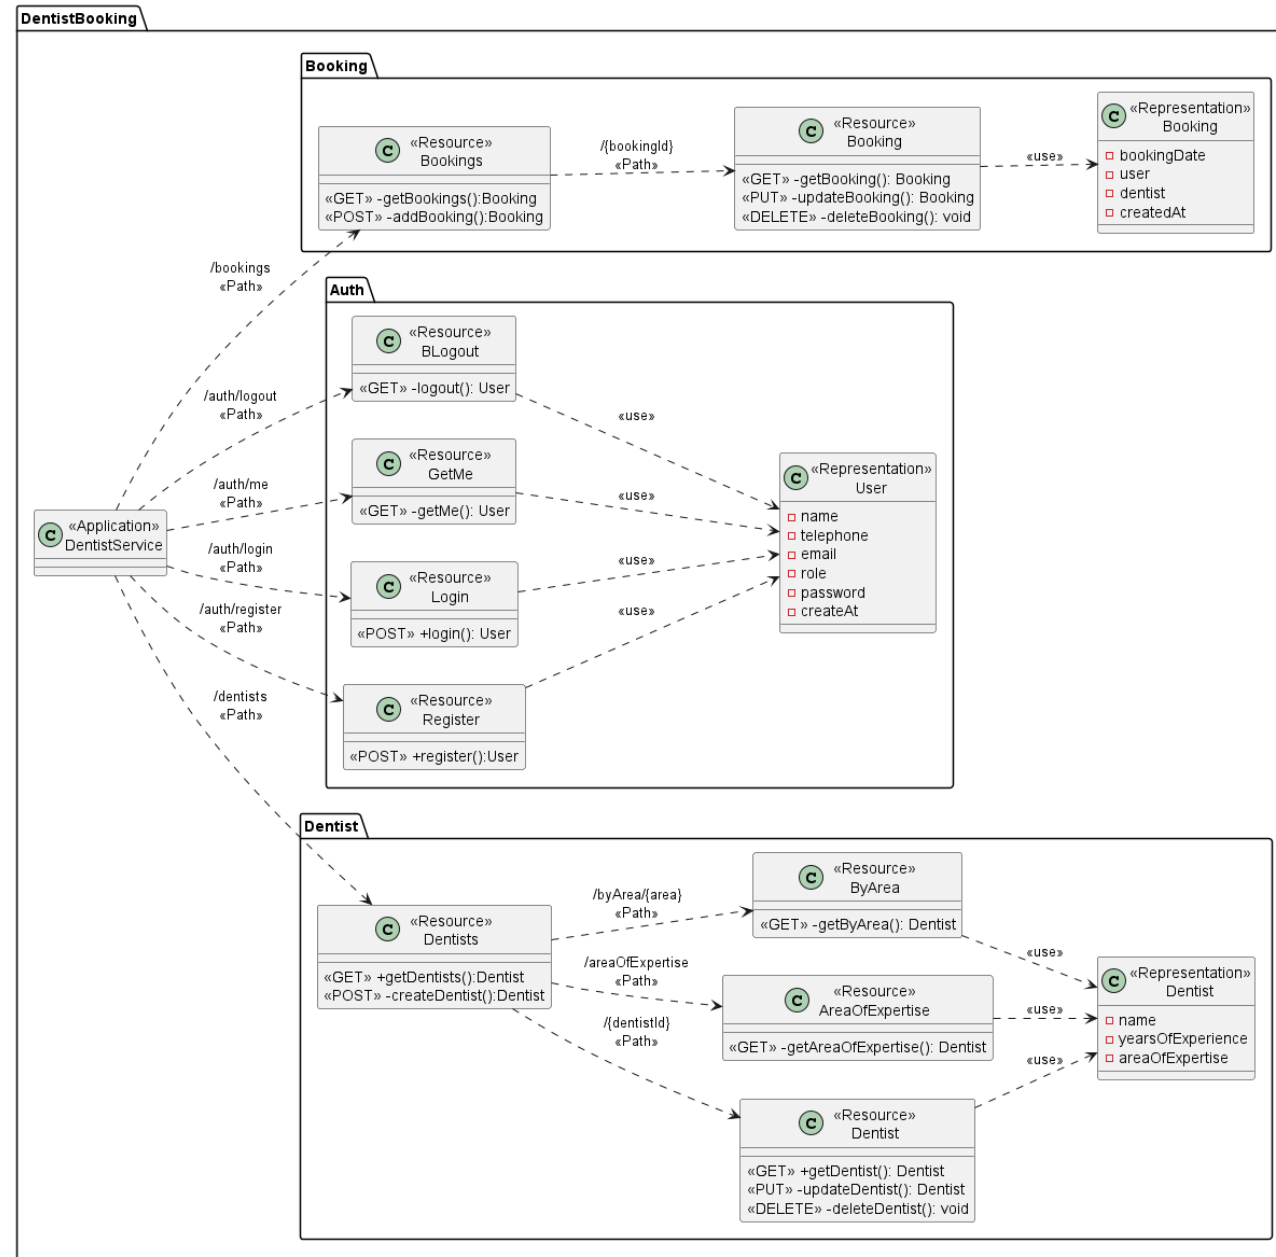 DentistBooking
Booking
«Resource»
Bookings
«GET» -getBookings():Booking
«POST» -addBooking():Booking
/{bookingId}
«Path»
«Resource»
Booking
«GET» -getBooking(): Booking
«PUT» -updateBooking(): Booking
«DELETE» -deleteBooking(): void
«use»
«Representation»
Booking
bookingDate
user
dentist
createdAt
/bookings
«Path»
Auth
«Resource»
BLogout
«GET» -logout(): User
/auth/logout
«Path»
«use»
«Resource»
GetMe
«GET» -getMe(): User
/auth/me
«Path»
«use»
«Representation»
User
name
telephone
email
role
password
createAt
«Application»
DentistService
/auth/login
«Path»
«Resource»
Login
«POST» +login(): User
«use»
/auth/register
«Path»
«use»
«Resource»
Register
«POST» +register():User
/dentists
«Path»
Dentist
«Resource»
Dentists
«GET» +getDentists():Dentist
«POST» -createDentist():Dentist
/byArea/{area}
«Path»
«Resource»
ByArea
«GET» -getByArea(): Dentist
«use»
/areaOfExpertise
«Path»
«Resource»
AreaOfExpertise
«GET» -getAreaOfExpertise(): Dentist
«use»
«Representation»
Dentist
name
yearsOfExperience
areaOfExpertise
/{dentistId}
«Path»
«use»
«Resource»
Dentist
«GET» +getDentist(): Dentist
«PUT» -updateDentist(): Dentist
«DELETE» -deleteDentist(): void